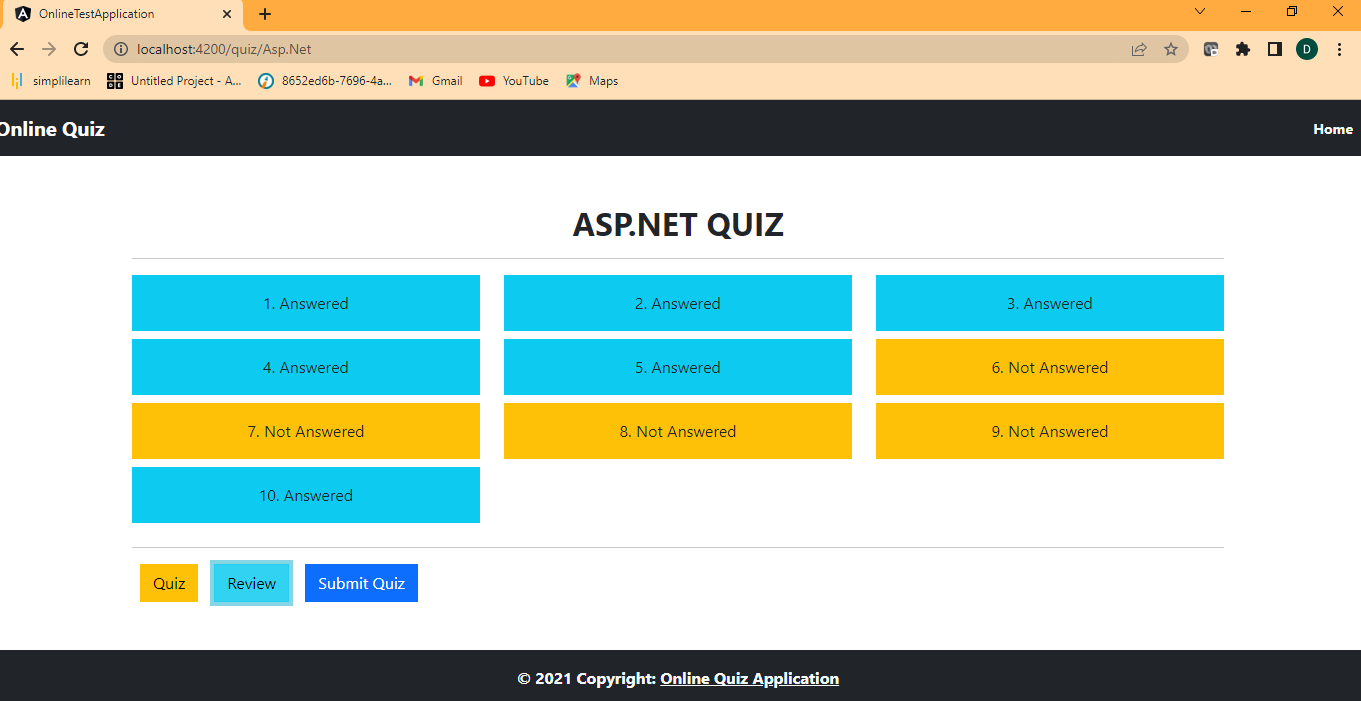 OnlineTestApplication
localhost:4200/quiz/Asp.Net
D
simplilearn
CODE
Untitled Project - A...
8652ed6b-7696-4a...
Gmail
YouTube
Maps
Online Quiz
Home
ASP.NET QUIZ
1. Answered
2. Answered
3. Answered
4. Answered
5. Answered
6. Not Answered
7. Not Answered
8. Not Answered
9. Not Answered
10. Answered
Quiz
Review
Submit Quiz
© 2021 Copyright: Online Quiz Application